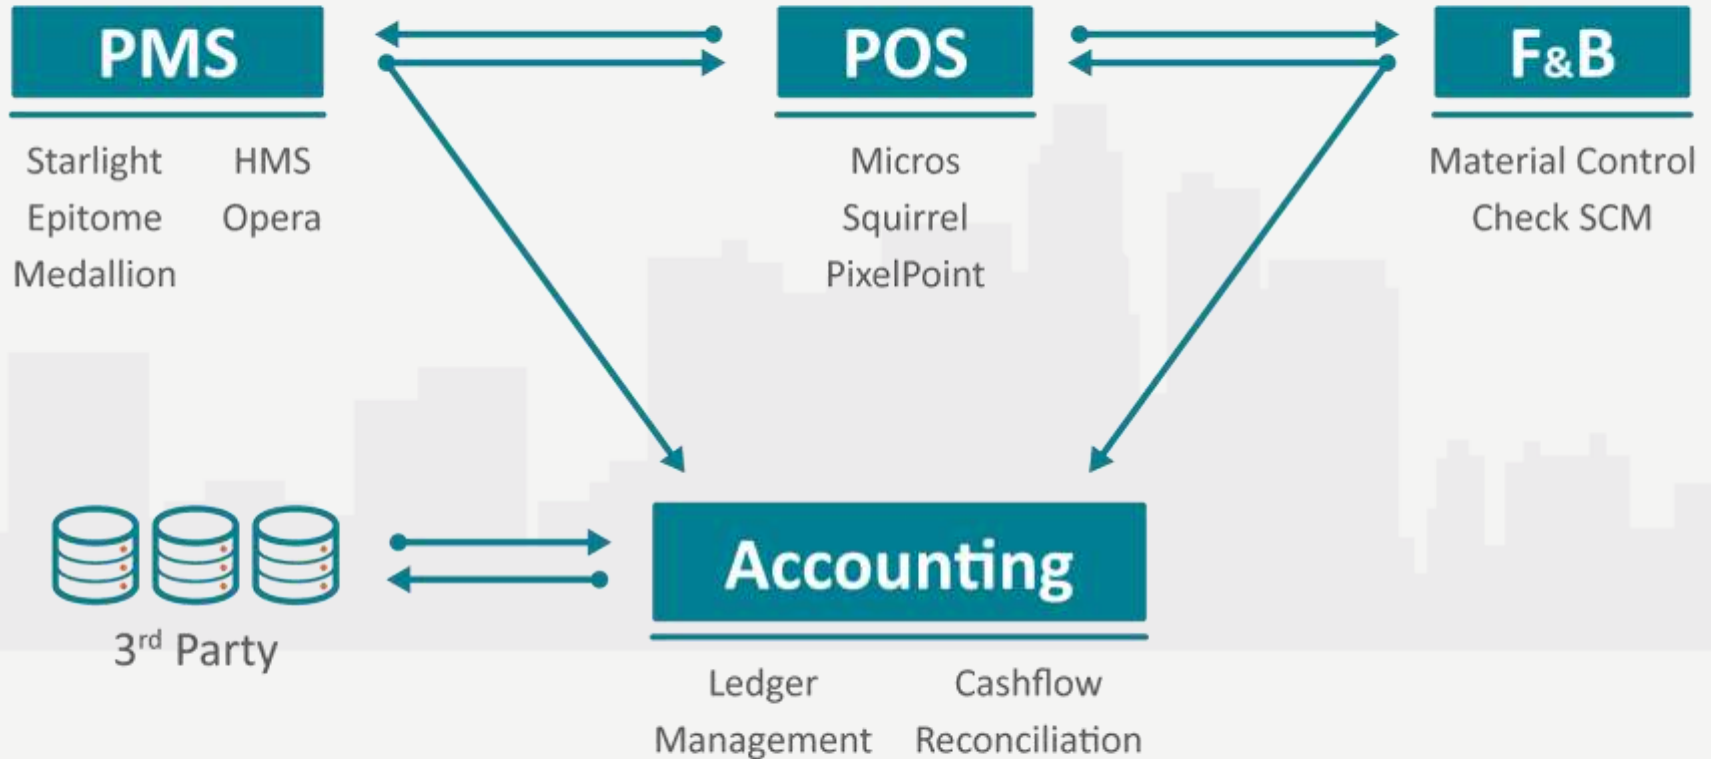 PMS
POS
F&B
Starlight HMS
Epitome Opera
Medallion
Micros
Squirrel
PixelPoint
Material Control
Check SCM
Accounting
3rd Party
Ledger Cashflow
Management Reconciliation